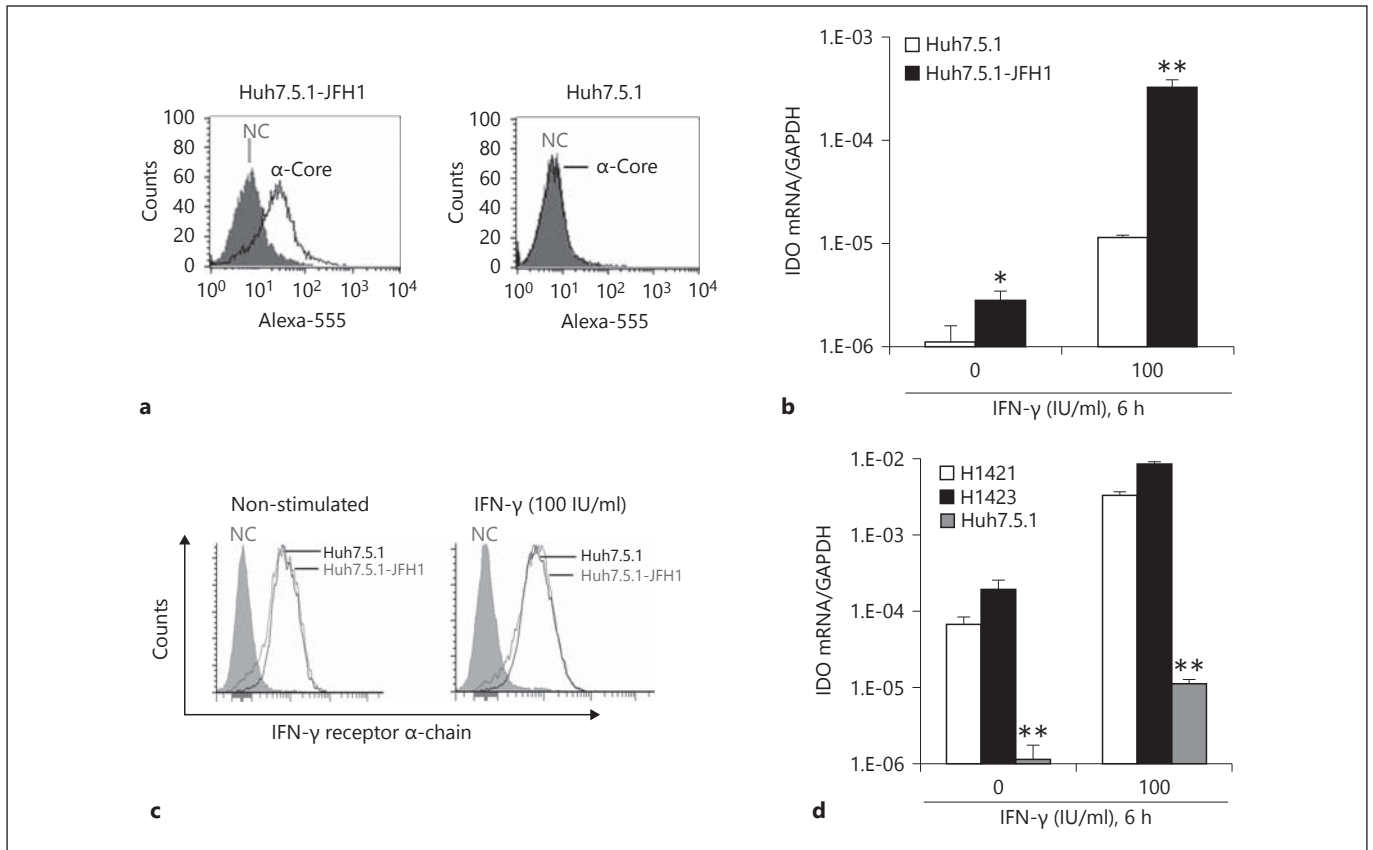 Huh7.5.1-JFH1
100
80
60
40
20
0
Counts
NC
α-Core
10⁰ 10¹ 10² 10³ 10⁴
Alexa-555
Huh7.5.1
100
80
60
40
20
0
Counts
NC
α-Core
10⁰ 10¹ 10² 10³ 10⁴
Alexa-555
a
1.E-03
1.E-04
1.E-05
1.E-06
IDO mRNA/GAPDH
Huh7.5.1
Huh7.5.1-JFH1
*
**
0 100
IFN-γ (IU/ml), 6 h
b
Non-stimulated
NC
Huh7.5.1
Huh7.5.1-JFH1
IFN-γ (100 IU/ml)
NC
Huh7.5.1
Huh7.5.1-JFH1
Counts
IFN-γ receptor α-chain
c
1.E-02
1.E-03
1.E-04
1.E-05
1.E-06
IDO mRNA/GAPDH
H1421
H1423
Huh7.5.1
**
**
0 100
IFN-γ (IU/ml), 6 h
d